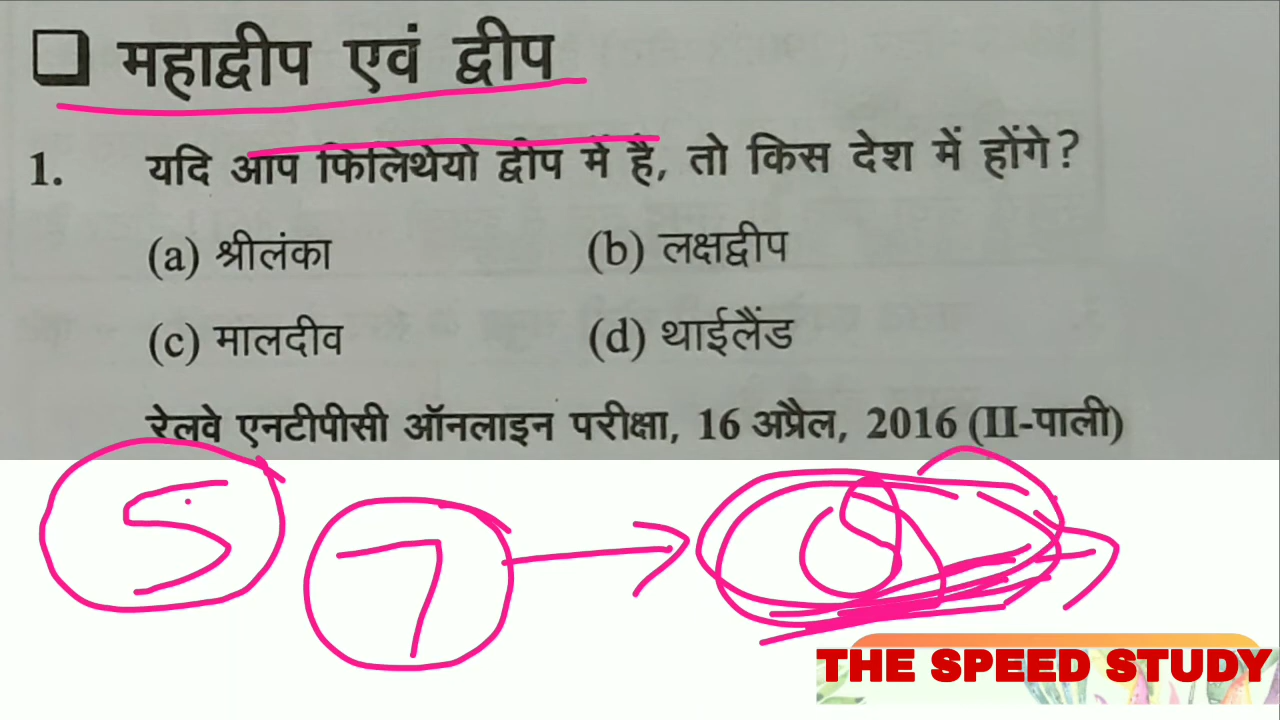 महाद्वीप एवं द्वीप
1. यदि आप फिलिथेयो द्वीप में है, तो किस देश में होंगे?
(a) श्रीलंका (b) लक्षद्वीप
(c) मालदीव (d) थाईलैंड
रेलवे एनटीपीसी ऑनलाइन परीक्षा, 16 अप्रैल, 2016 (II-पाली)
5 7
THE SPEED STUDY